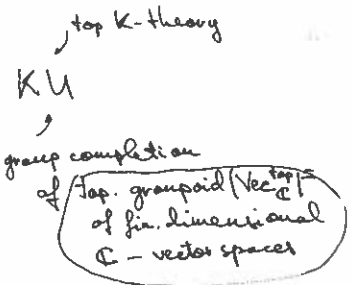 top K-theory
KU
group completion
of Top. groupoid (Vec_ℂ^top)^≃
of fin. dimensional
ℂ - vector spaces